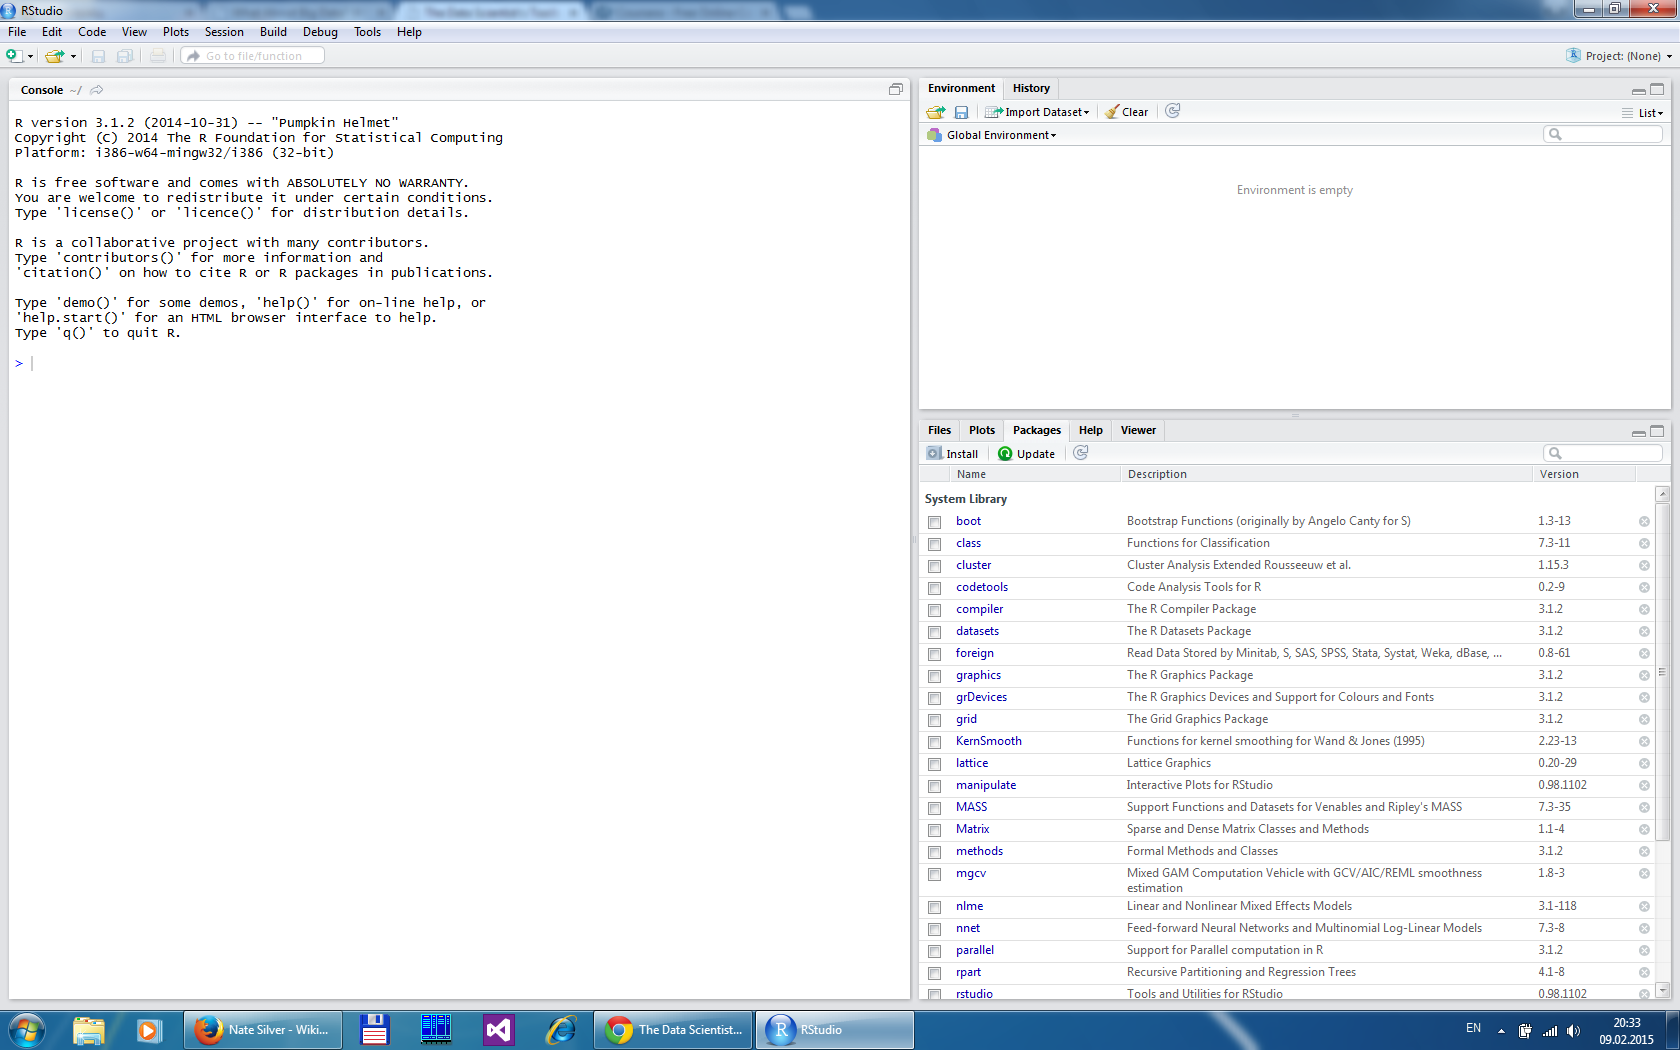 RStudio
File Edit Code View Plots Session Build Debug Tools Help
Go to file/function
Project: (None)
Console ~/
R version 3.1.2 (2014-10-31) -- "Pumpkin Helmet"
Copyright (C) 2014 The R Foundation for Statistical Computing
Platform: i386-w64-mingw32/i386 (32-bit)
R is free software and comes with ABSOLUTELY NO WARRANTY.
You are welcome to redistribute it under certain conditions.
Type 'license()' or 'licence()' for distribution details.
R is a collaborative project with many contributors.
Type 'contributors()' for more information and
'citation()' on how to cite R or R packages in publications.
Type 'demo()' for some demos, 'help()' for on-line help, or
'help.start()' for an HTML browser interface to help.
Type 'q()' to quit R.
>
Environment History
Import Dataset Clear List
Global Environment
Environment is empty
Files Plots Packages Help Viewer
Install Update
Name Description Version
System Library
boot Bootstrap Functions (originally by Angelo Canty for S) 1.3-13
class Functions for Classification 7.3-11
cluster Cluster Analysis Extended Rousseeuw et al. 1.15.3
codetools Code Analysis Tools for R 0.2-9
compiler The R Compiler Package 3.1.2
datasets The R Datasets Package 3.1.2
foreign Read Data Stored by Minitab, S, SAS, SPSS, Stata, Systat, Weka, dBase, ... 0.8-61
graphics The R Graphics Package 3.1.2
grDevices The R Graphics Devices and Support for Colours and Fonts 3.1.2
grid The Grid Graphics Package 3.1.2
KernSmooth Functions for kernel smoothing for Wand & Jones (1995) 2.23-13
lattice Lattice Graphics 0.20-29
manipulate Interactive Plots for RStudio 0.98.1102
MASS Support Functions and Datasets for Venables and Ripley's MASS 7.3-35
Matrix Sparse and Dense Matrix Classes and Methods 1.1-4
methods Formal Methods and Classes 3.1.2
mgcv Mixed GAM Computation Vehicle with GCV/AIC/REML smoothness 1.8-3
estimation
nlme Linear and Nonlinear Mixed Effects Models 3.1-118
nnet Feed-forward Neural Networks and Multinomial Log-Linear Models 7.3-8
parallel Support for Parallel computation in R 3.1.2
rpart Recursive Partitioning and Regression Trees 4.1-8
rstudio Tools and Utilities for RStudio 0.98.1102
Nate Silver - Wiki... The Data Scientist... RStudio EN 20:33
09.02.2015